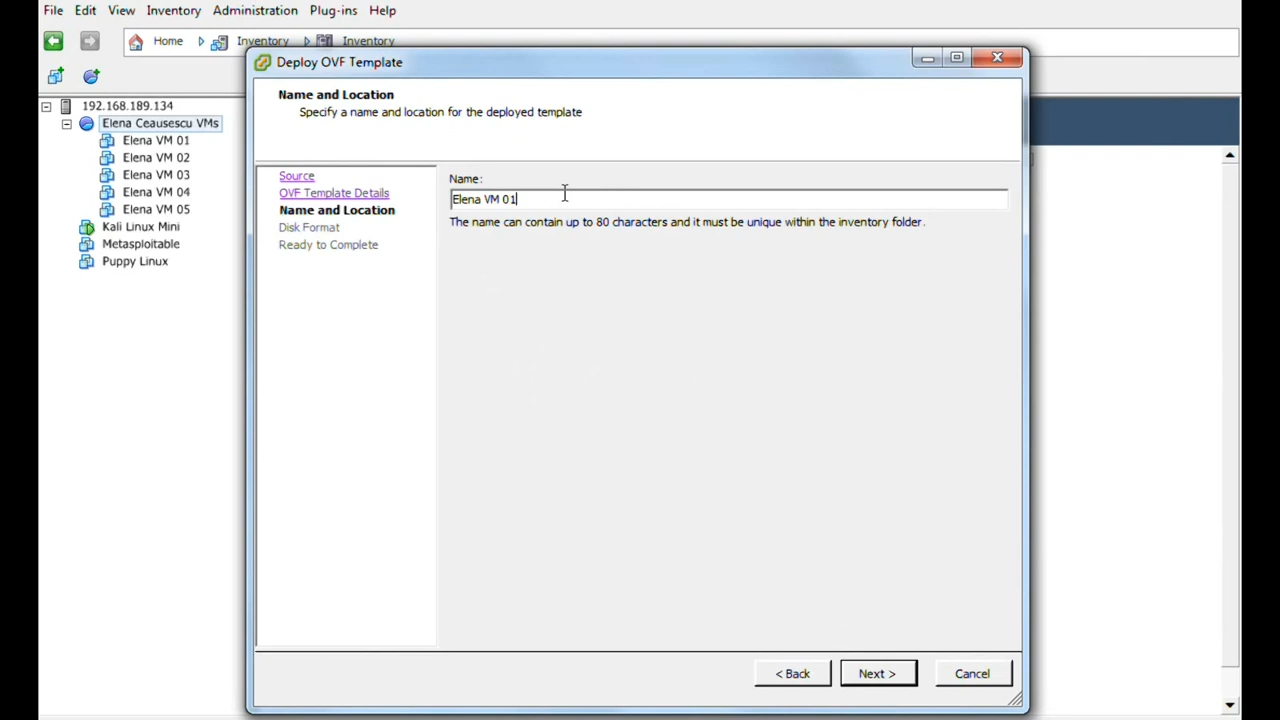 File Edit View Inventory Administration Plug-ins Help
Home Inventory Inventory
Deploy OVF Template
Name and Location
Specify a name and location for the deployed template
192.168.189.134
Elena Ceausescu VMs
Elena VM 01
Elena VM 02
Elena VM 03
Elena VM 04
Elena VM 05
Kali Linux Mini
Metasploitable
Puppy Linux
Source
OVF Template Details
Name and Location
Disk Format
Ready to Complete
Name:
Elena VM 01
The name can contain up to 80 characters and it must be unique within the inventory folder.
< Back Next > Cancel